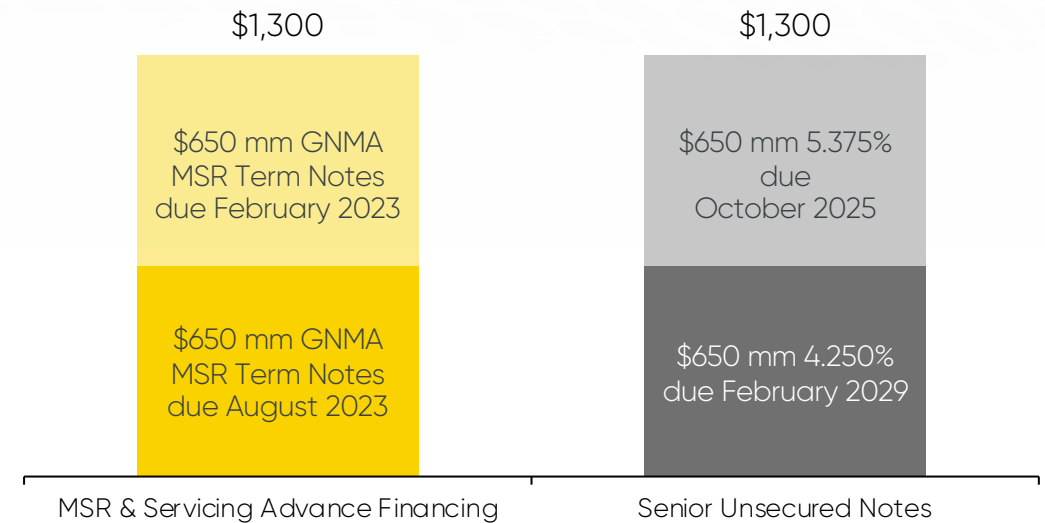 $1,300
$650 mm GNMA
MSR Term Notes
due February 2023
$650 mm GNMA
MSR Term Notes
due August 2023
MSR & Servicing Advance Financing
$1,300
$650 mm 5.375%
due
October 2025
$650 mm 4.250%
due February 2029
Senior Unsecured Notes